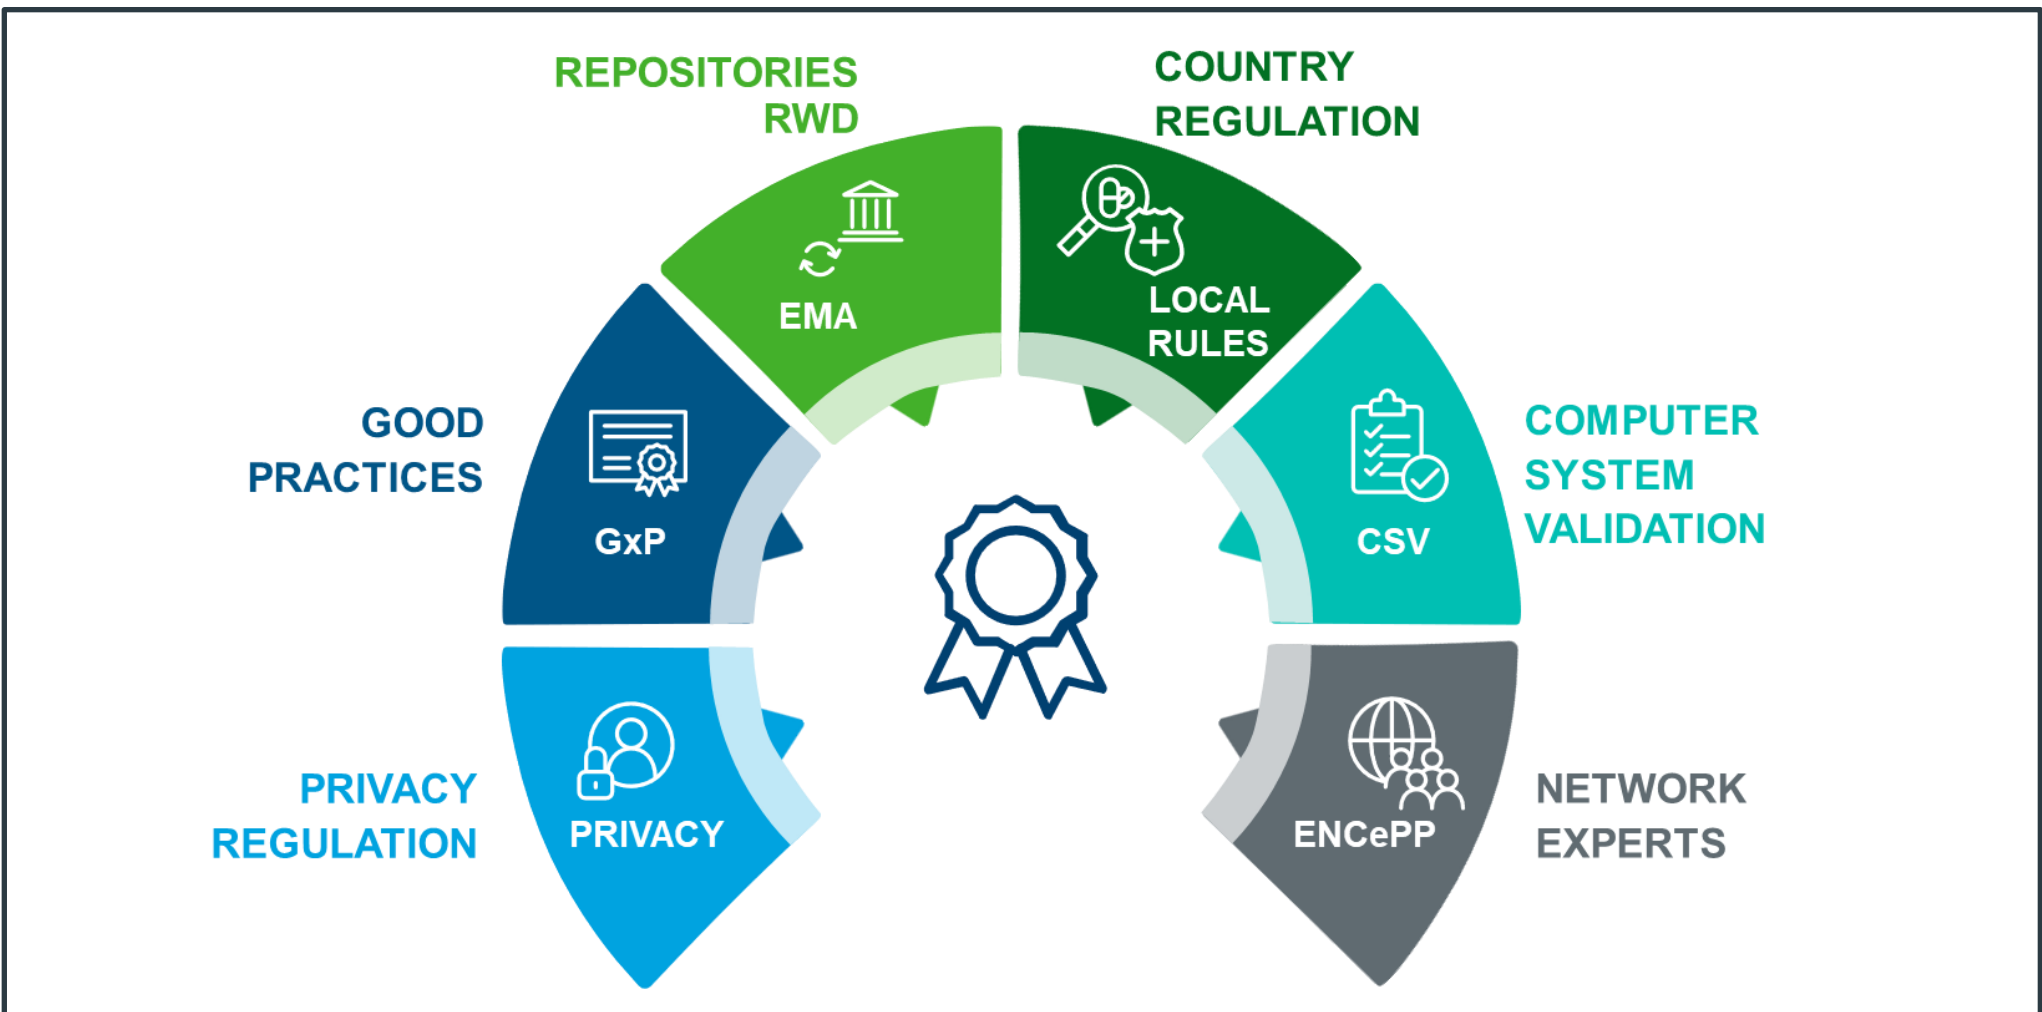 REPOSITORIES
RWD
COUNTRY
REGULATION
EMA
LOCAL
RULES
GOOD
PRACTICES
GxP
CSV
COMPUTER
SYSTEM
VALIDATION
PRIVACY
REGULATION
PRIVACY
ENCePP
NETWORK
EXPERTS